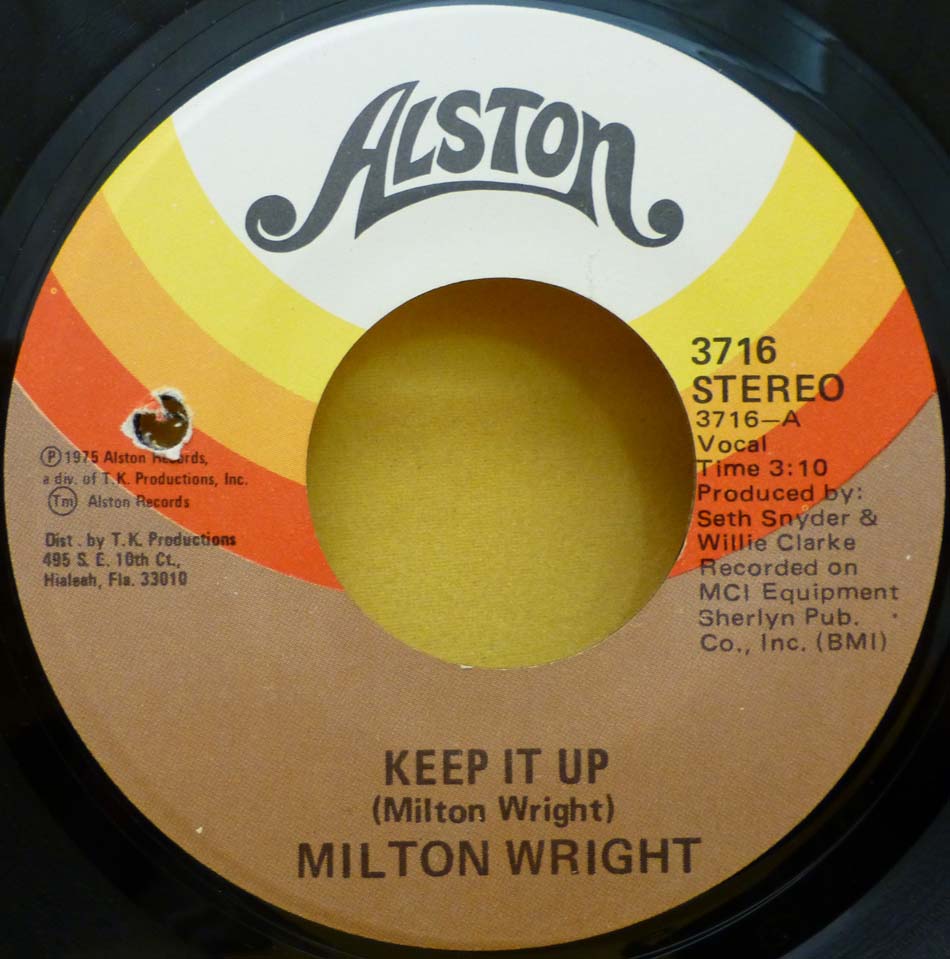 ALSTON
3716
STEREO
3716—A
Vocal
Time 3:10
Produced by:
Seth Snyder &
Willie Clarke
Recorded on
MCI Equipment
Sherlyn Pub.
Co., Inc. (BMI)
Ⓟ 1975 Alston Records,
a div. of T.K. Productions, Inc.
Tm Alston Records
Dist. by T.K. Productions
495 S. E. 10th Ct.,
Hialeah, Fla. 33010
KEEP IT UP
(Milton Wright)
MILTON WRIGHT